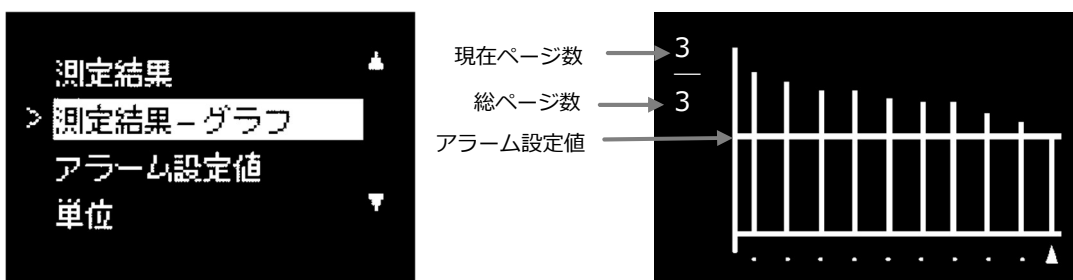 測定結果
> 測定結果－グラフ
アラーム設定値
単位
現在ページ数
総ページ数
アラーム設定値
3
3